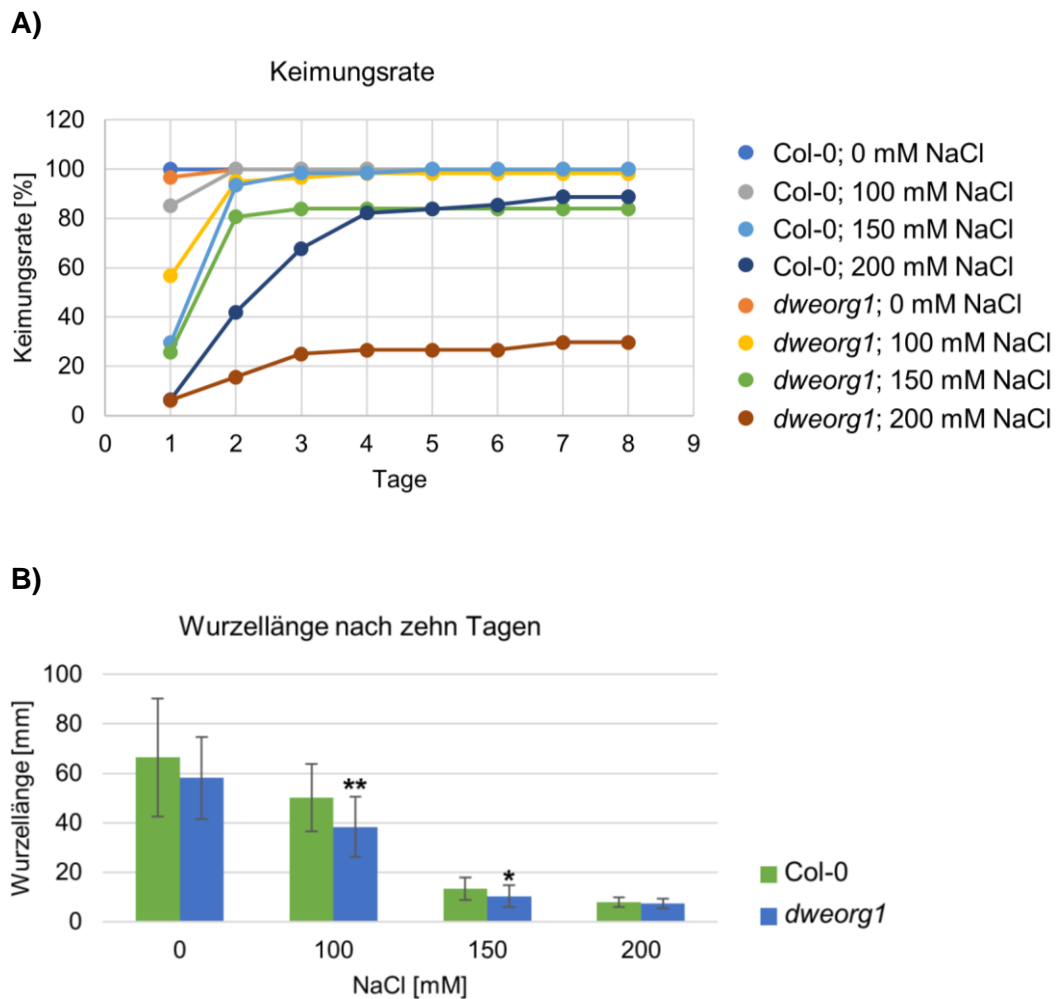 A)
Keimungsrate
Keimungsrate [%]
120
100
80
60
40
20
0
0 1 2 3 4 5 6 7 8 9
Tage
Col-0; 0 mM NaCl
Col-0; 100 mM NaCl
Col-0; 150 mM NaCl
Col-0; 200 mM NaCl
dweorg1; 0 mM NaCl
dweorg1; 100 mM NaCl
dweorg1; 150 mM NaCl
dweorg1; 200 mM NaCl
B)
Wurzellänge nach zehn Tagen
Wurzellänge [mm]
100
80
60
40
20
0
**
*
0 100 150 200
NaCl [mM]
Col-0
dweorg1